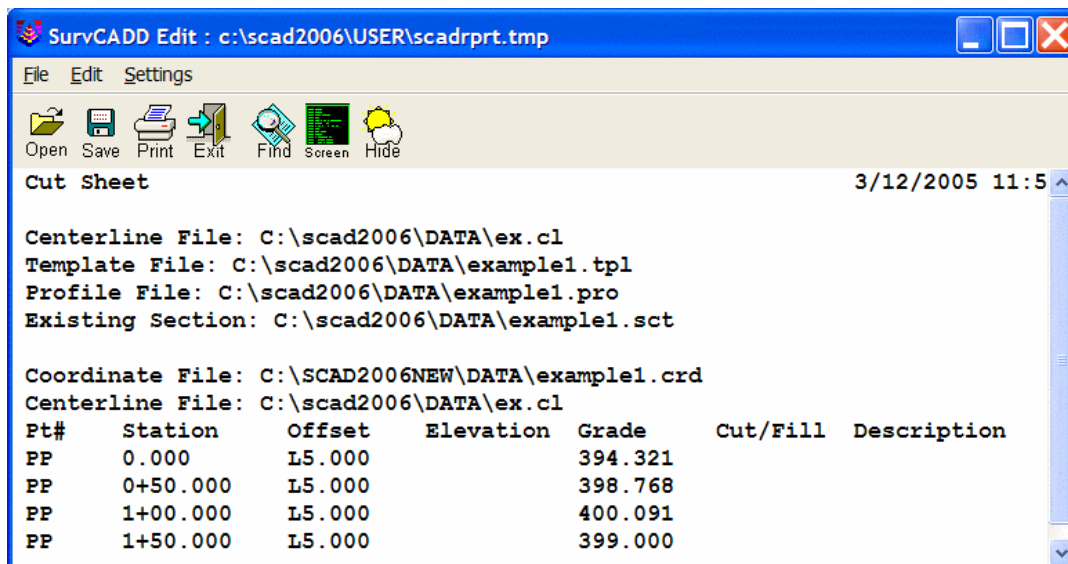 SurvCADD Edit : c:\scad2006\USER\scadrprt.tmp
File Edit Settings
Open Save Print Exit Find Screen Hide
Cut Sheet 3/12/2005 11:5
Centerline File: C:\scad2006\DATA\ex.cl
Template File: C:\scad2006\DATA\example1.tpl
Profile File: C:\scad2006\DATA\example1.pro
Existing Section: C:\scad2006\DATA\example1.sct
Coordinate File: C:\SCAD2006NEW\DATA\example1.crd
Centerline File: C:\scad2006\DATA\ex.cl
Pt# Station Offset Elevation Grade Cut/Fill Description
PP 0.000 L5.000 394.321
PP 0+50.000 L5.000 398.768
PP 1+00.000 L5.000 400.091
PP 1+50.000 L5.000 399.000